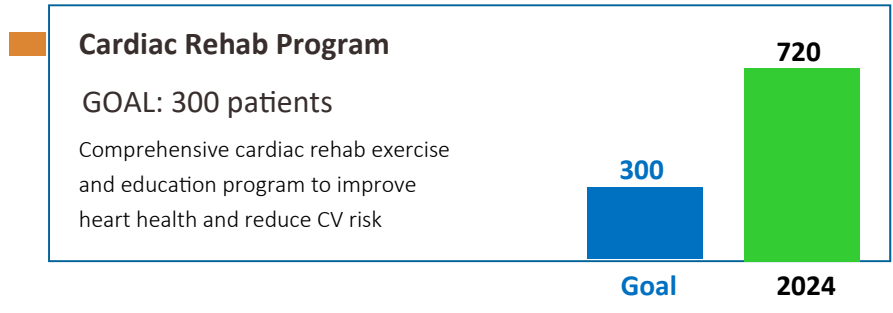 Cardiac Rehab Program
GOAL: 300 patients
Comprehensive cardiac rehab exercise
and education program to improve
heart health and reduce CV risk
720
300
Goal
2024